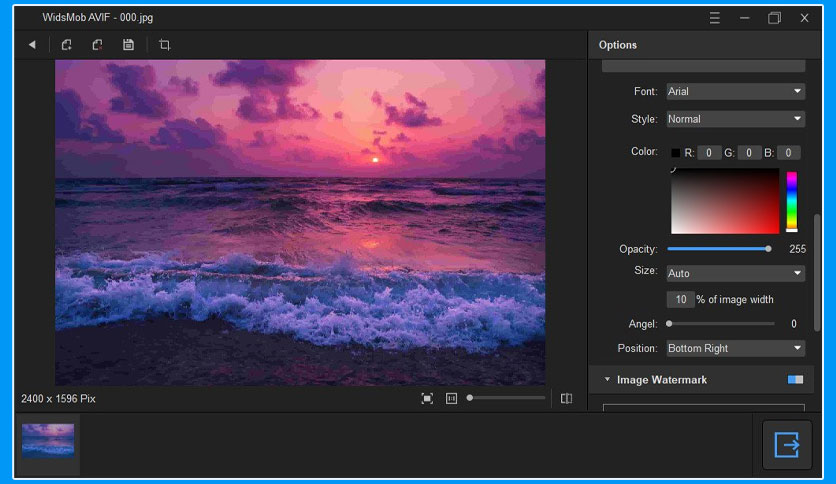 WidsMob AVIF - 000.jpg
Options
Font: Arial
Style: Normal
Color: R: 0 G: 0 B: 0
Opacity: 255
Size: Auto
10 % of image width
Angel: 0
Position: Bottom Right
Image Watermark
2400 x 1596 Pix